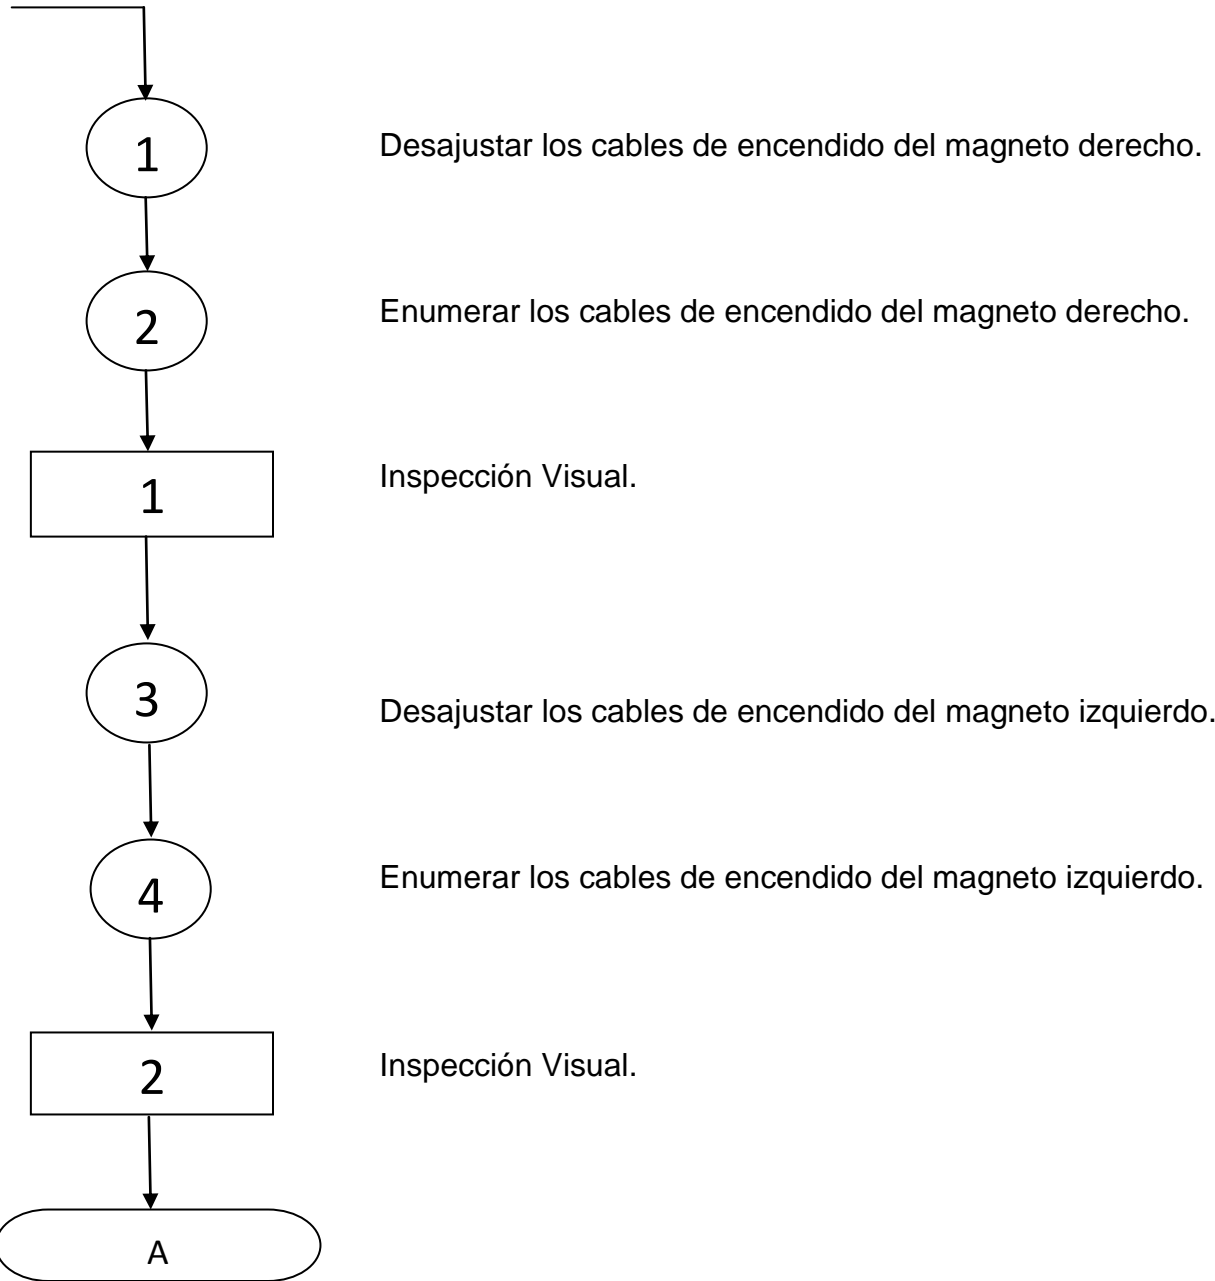 1
Desajustar los cables de encendido del magneto derecho.
2
Enumerar los cables de encendido del magneto derecho.
1
Inspección Visual.
3
Desajustar los cables de encendido del magneto izquierdo.
4
Enumerar los cables de encendido del magneto izquierdo.
2
Inspección Visual.
A